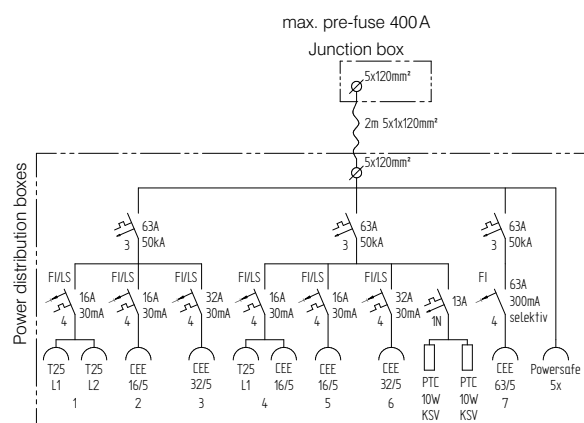 max. pre-fuse 400 A
Junction box
5x120mm²
2m 5x1x120mm²
5x120mm²
Power distribution boxes
63A
50kA
3
63A
50kA
3
63A
50kA
3
FI/LS
16A
30mA
4
FI/LS
16A
30mA
4
FI/LS
32A
30mA
4
FI/LS
16A
30mA
4
FI/LS
16A
30mA
4
FI/LS
32A
30mA
4
13A
1N
FI
63A
300mA
selektiv
4
T25
L1
T25
L2
1
CEE
16/5
2
CEE
32/5
3
T25
L1
CEE
16/5
4
CEE
16/5
5
CEE
32/5
6
PTC
10W
KSV
PTC
10W
KSV
CEE
63/5
7
Powersafe
5x